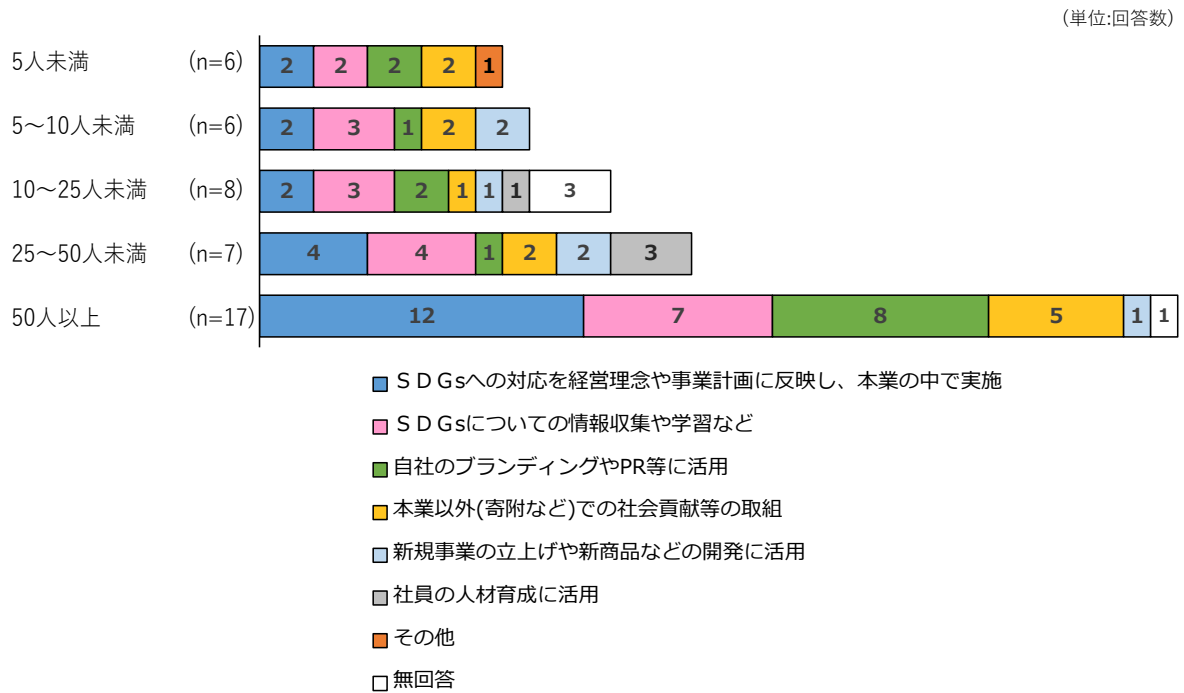 (単位:回答数)
5人未満 (n=6) 2 2 2 2 1
5～10人未満 (n=6) 2 3 1 2 2
10～25人未満 (n=8) 2 3 2 1 1 1 3
25～50人未満 (n=7) 4 4 1 2 2 3
50人以上 (n=17) 12 7 8 5 1 1
ＳＤＧsへの対応を経営理念や事業計画に反映し、本業の中で実施
ＳＤＧsについての情報収集や学習など
自社のブランディングやPR等に活用
本業以外(寄附など)での社会貢献等の取組
新規事業の立上げや新商品などの開発に活用
社員の人材育成に活用
その他
無回答